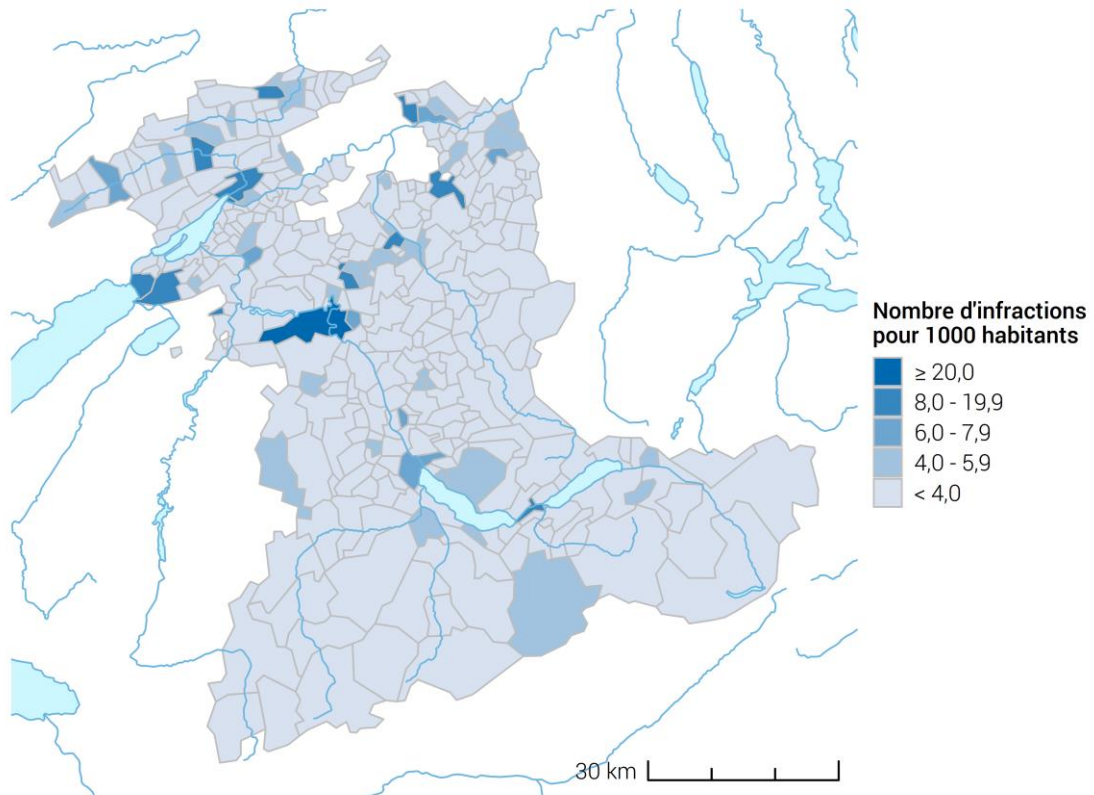 Nombre d'infractions
pour 1000 habitants
≥ 20,0
8,0 - 19,9
6,0 - 7,9
4,0 - 5,9
< 4,0
30 km